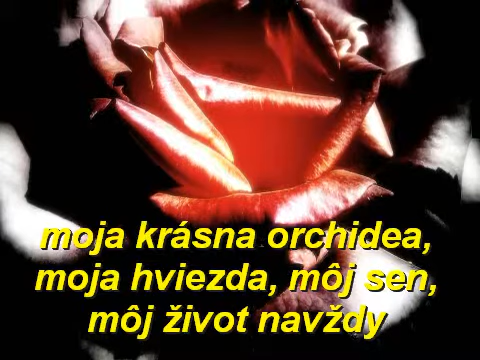 moja krásna orchidea,
moja hviezda, môj sen,
môj život navždy